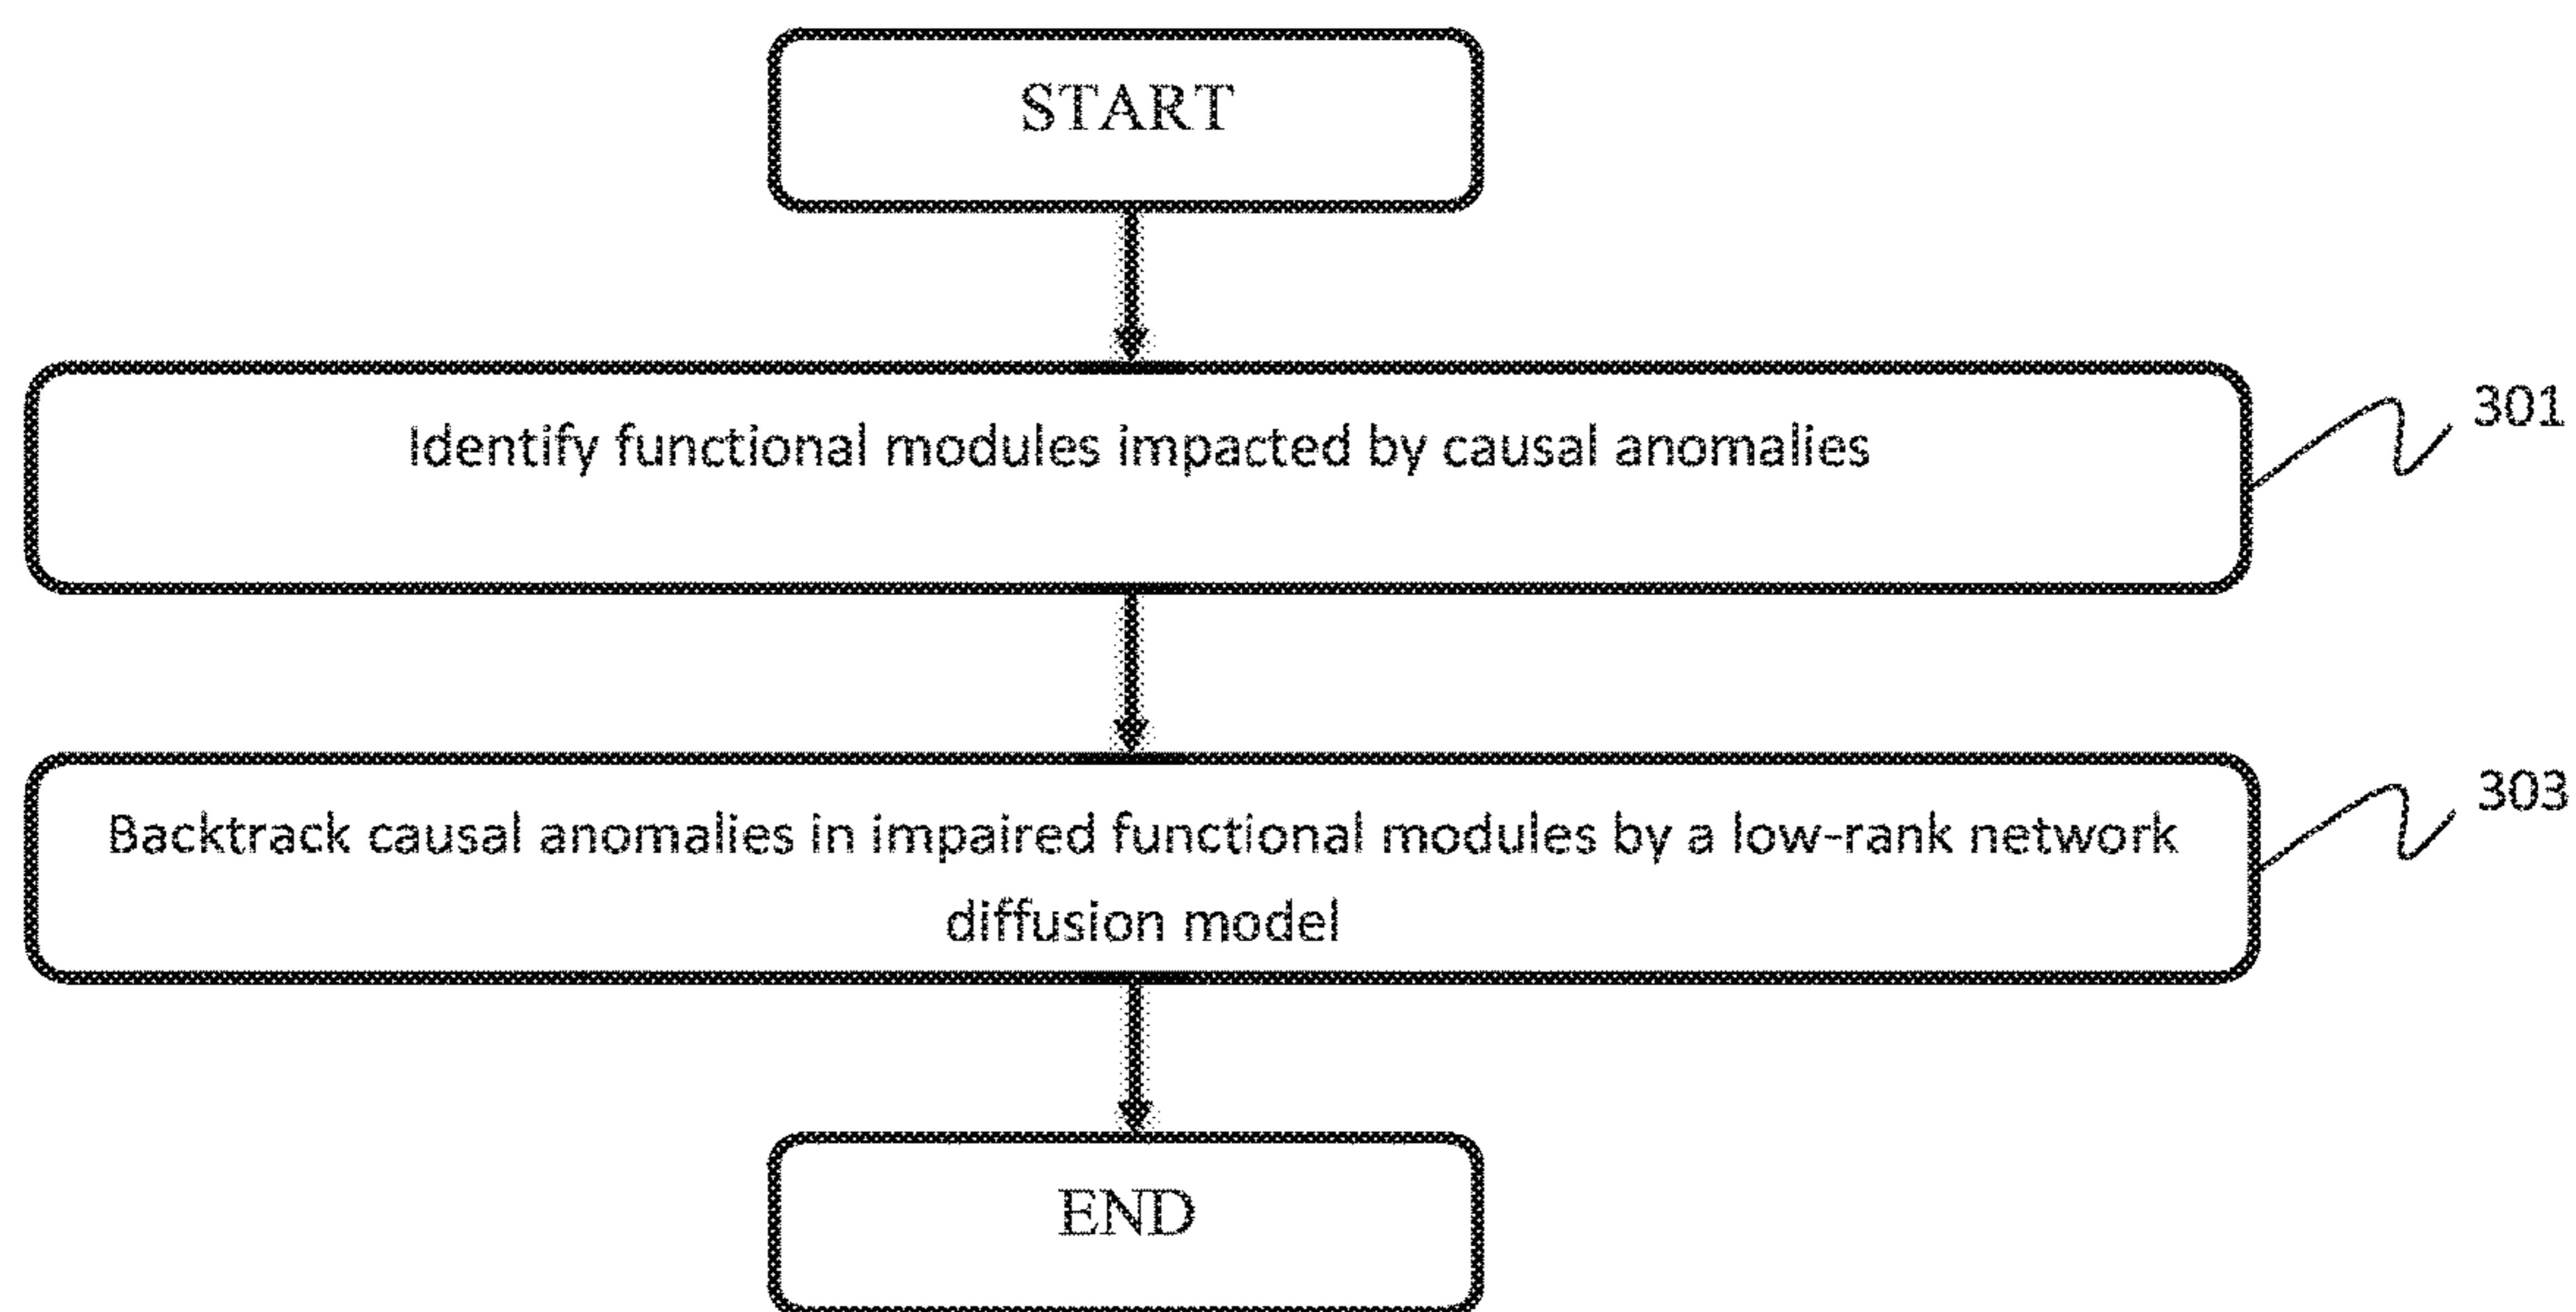 START
Identify functional modules impacted by causal anomalies
301
Backtrack causal anomalies in impaired functional modules by a low-rank network
diffusion model
303
END